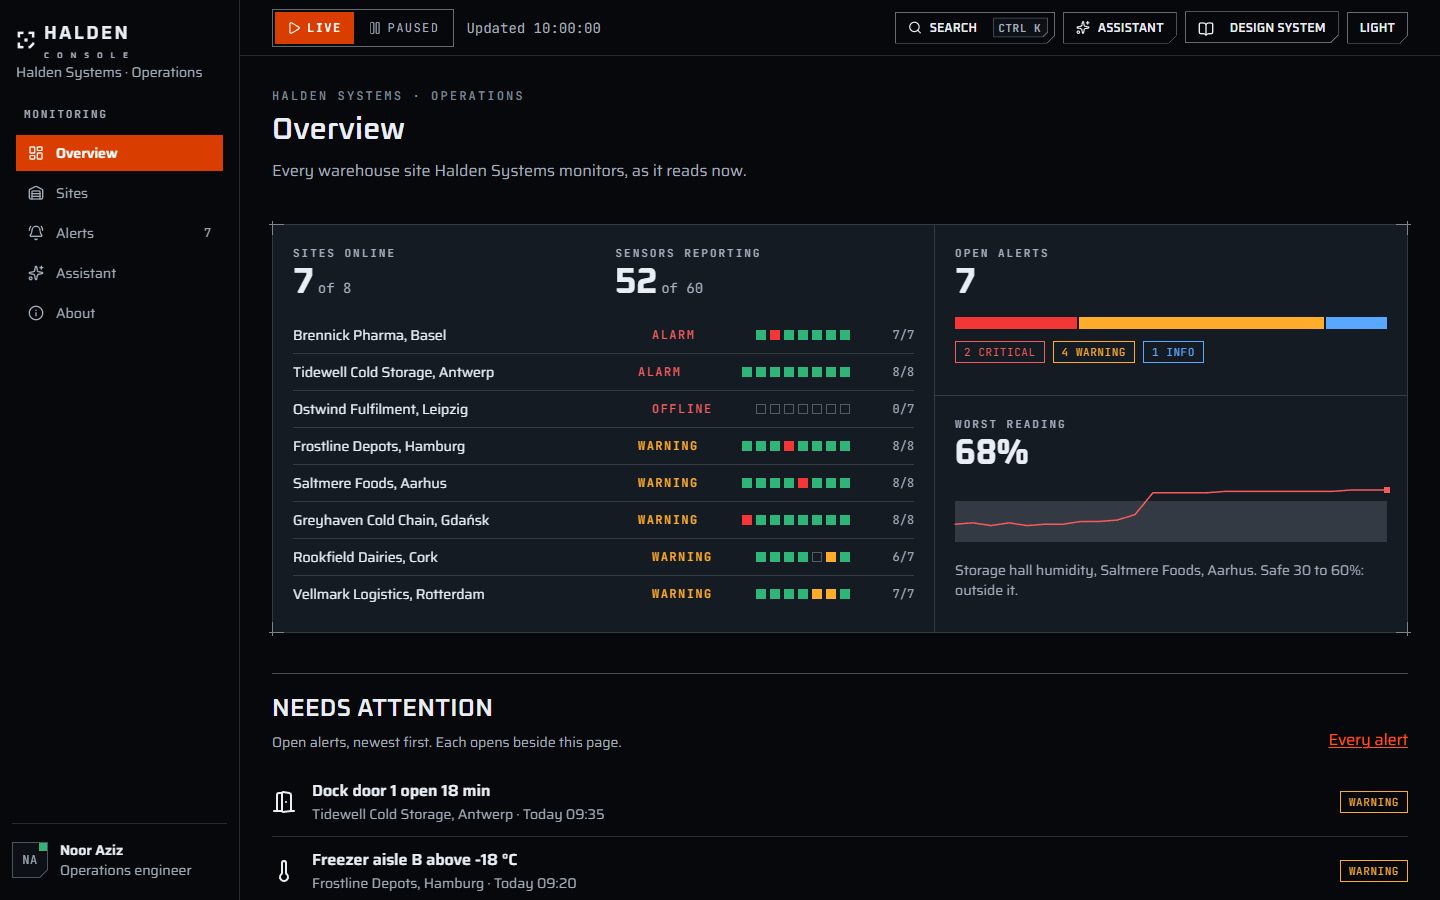 HALDEN
CONSOLE
Halden Systems · Operations
MONITORING
Overview
Sites
Alerts 7
Assistant
About
NA
Noor Aziz
Operations engineer
LIVE PAUSED Updated 10:00:00
SEARCH CTRL K ASSISTANT DESIGN SYSTEM LIGHT
HALDEN SYSTEMS · OPERATIONS
Overview
Every warehouse site Halden Systems monitors, as it reads now.
SITES ONLINE
7 of 8
SENSORS REPORTING
52 of 60
Brennick Pharma, Basel ALARM 7/7
Tidewell Cold Storage, Antwerp ALARM 8/8
Ostwind Fulfilment, Leipzig OFFLINE 0/7
Frostline Depots, Hamburg WARNING 8/8
Saltmere Foods, Aarhus WARNING 8/8
Greyhaven Cold Chain, Gdańsk WARNING 8/8
Rookfield Dairies, Cork WARNING 6/7
Vellmark Logistics, Rotterdam WARNING 7/7
OPEN ALERTS
7
2 CRITICAL 4 WARNING 1 INFO
WORST READING
68%
Storage hall humidity, Saltmere Foods, Aarhus. Safe 30 to 60%:
outside it.
NEEDS ATTENTION
Open alerts, newest first. Each opens beside this page.
Every alert
Dock door 1 open 18 min
Tidewell Cold Storage, Antwerp · Today 09:35
WARNING
Freezer aisle B above -18 °C
Frostline Depots, Hamburg · Today 09:20
WARNING